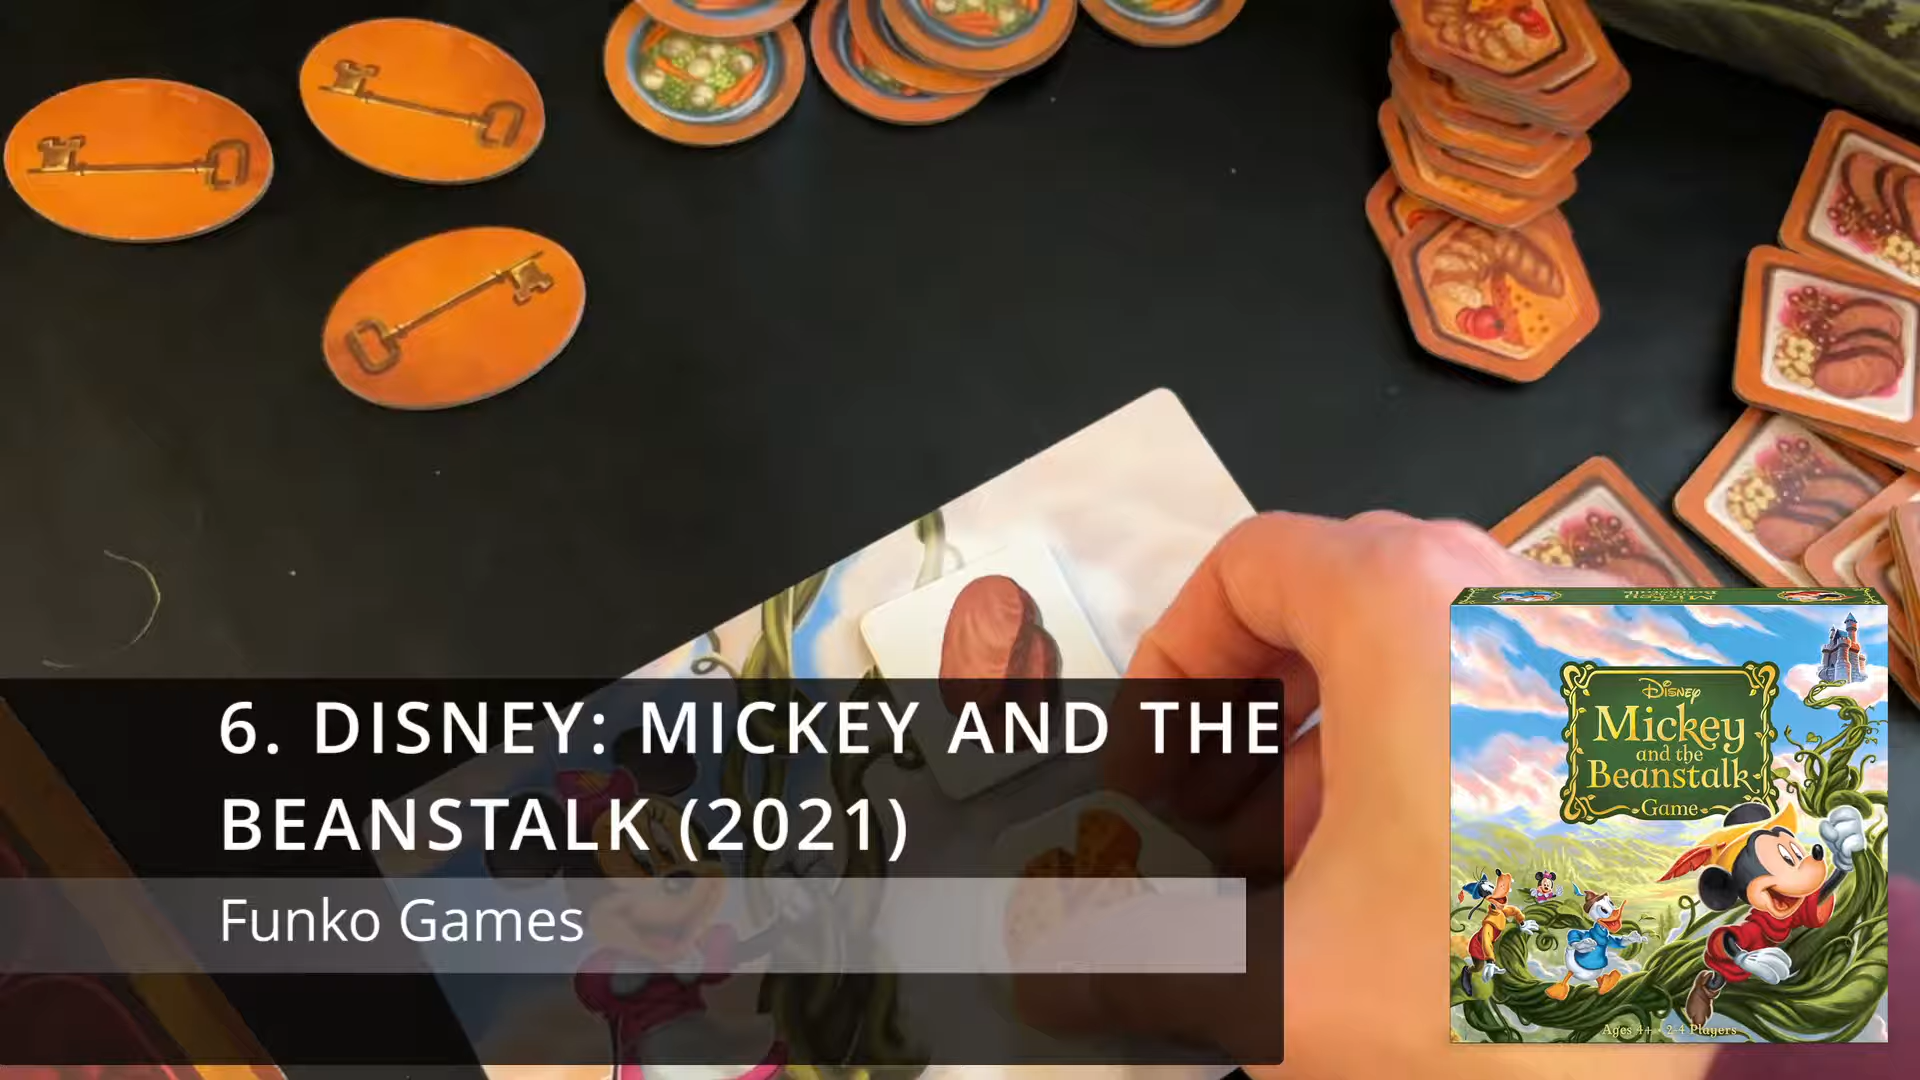 6. DISNEY: MICKEY AND THE
BEANSTALK (2021)
Funko Games
Disney
Mickey
and the
Beanstalk
Game
Ages 4+ 2-4 Players